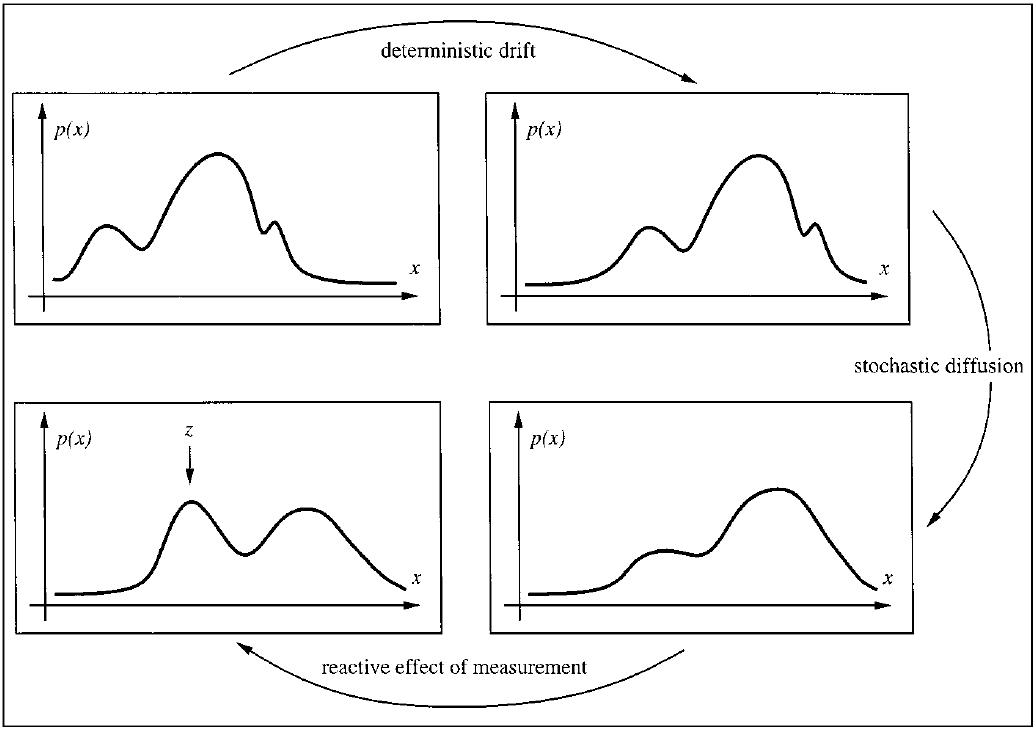 deterministic drift
p(x)
x
p(x)
x
stochastic diffusion
p(x)
z
x
p(x)
x
reactive effect of measurement